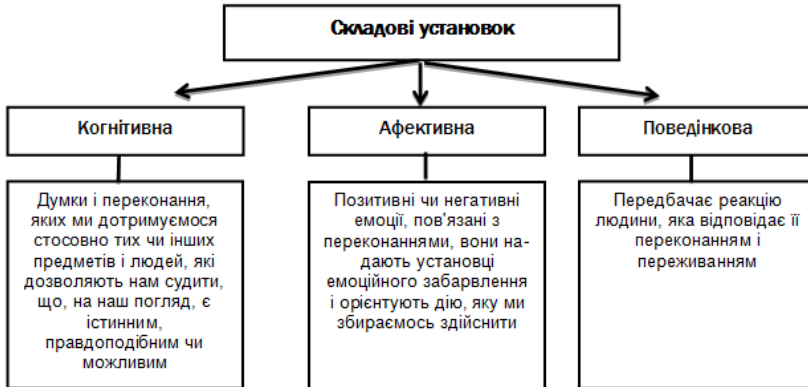 Складові установок
Когнітивна
Афективна
Поведінкова
Думки і переконання,
яких ми дотримуємося
стосовно тих чи інших
предметів і людей, які
дозволяють нам судити,
що, на наш погляд, є
істинним,
правдоподібним чи
можливим
Позитивні чи негативні
емоції, пов'язані з
переконаннями, вони на-
дають установці
емоційного забарвлення
і орієнтують дію, яку ми
збираємось здійснити
Передбачає реакцію
людини, яка відповідає її
переконанням і
переживанням